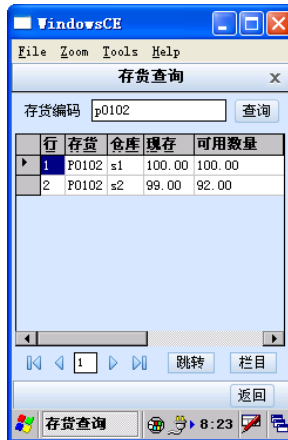 WindowsCE
File Zoom Tools Help
存货查询 x
存货编码 p0102 查询
行 存货 仓库 现存 可用数量
1 P0102 s1 100.00 100.00
2 P0102 s2 99.00 92.00
1 跳转 栏目
返回
存货查询 8:23